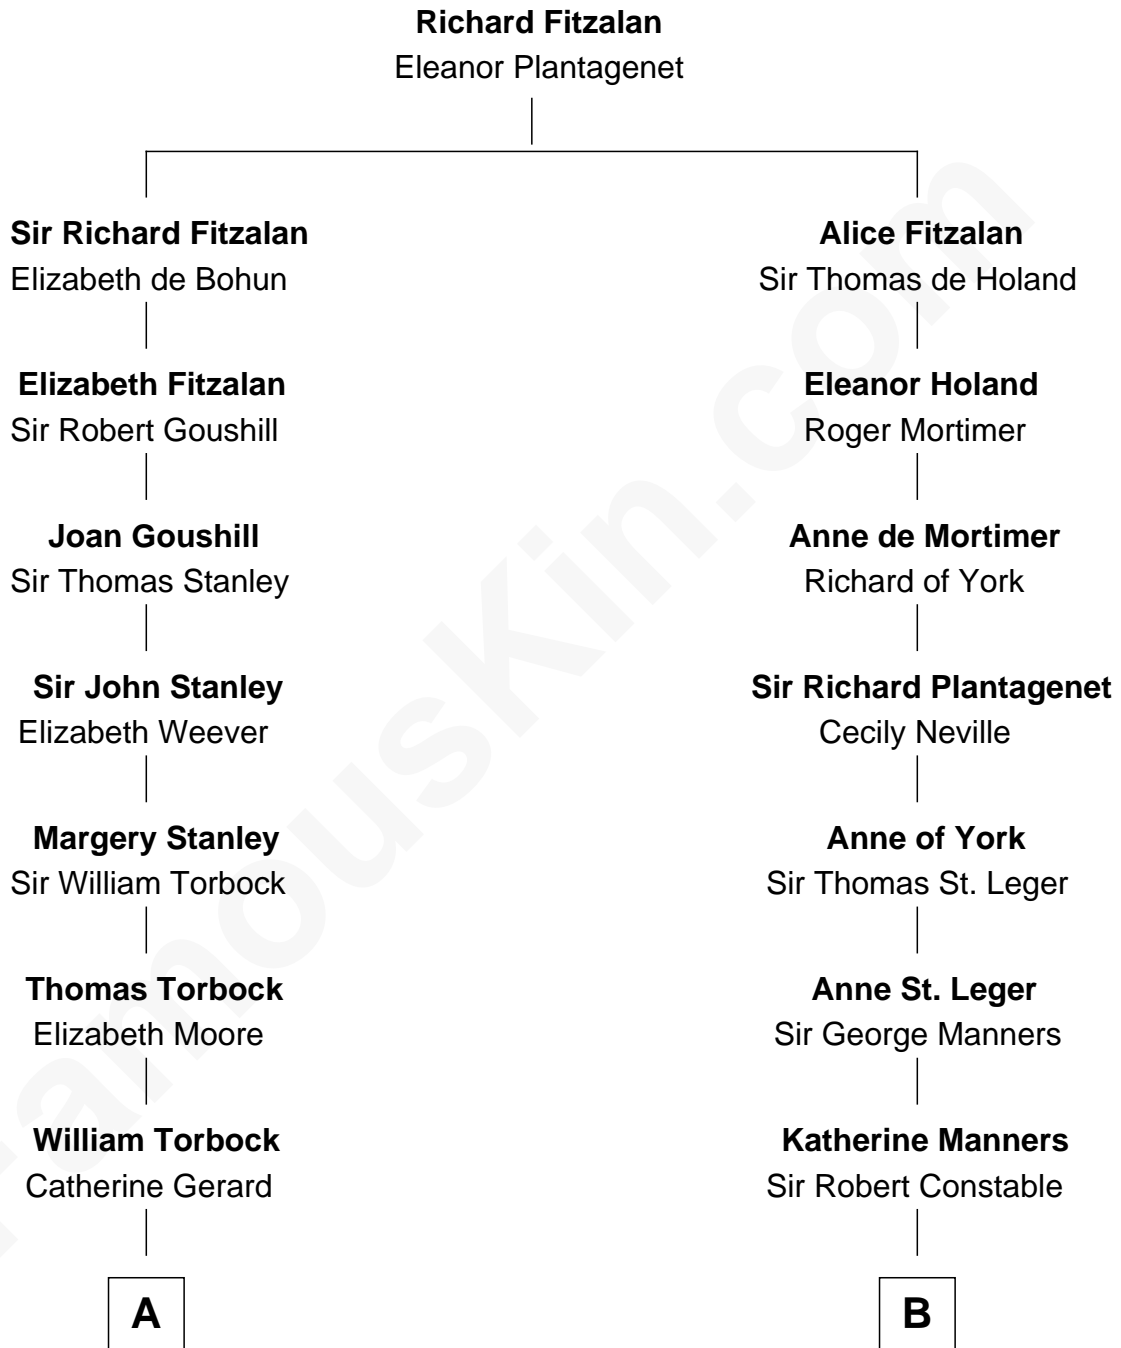 Richard Fitzalan
Eleanor Plantagenet
Sir Richard Fitzalan
Elizabeth de Bohun
Alice Fitzalan
Sir Thomas de Holand
Elizabeth Fitzalan
Sir Robert Goushill
Eleanor Holand
Roger Mortimer
Joan Goushill
Sir Thomas Stanley
Anne de Mortimer
Richard of York
Sir John Stanley
Elizabeth Weever
Sir Richard Plantagenet
Cecily Neville
Margery Stanley
Sir William Torbock
Anne of York
Sir Thomas St. Leger
Thomas Torbock
Elizabeth Moore
Anne St. Leger
Sir George Manners
William Torbock
Catherine Gerard
Katherine Manners
Sir Robert Constable
A
B
FamousKin.com